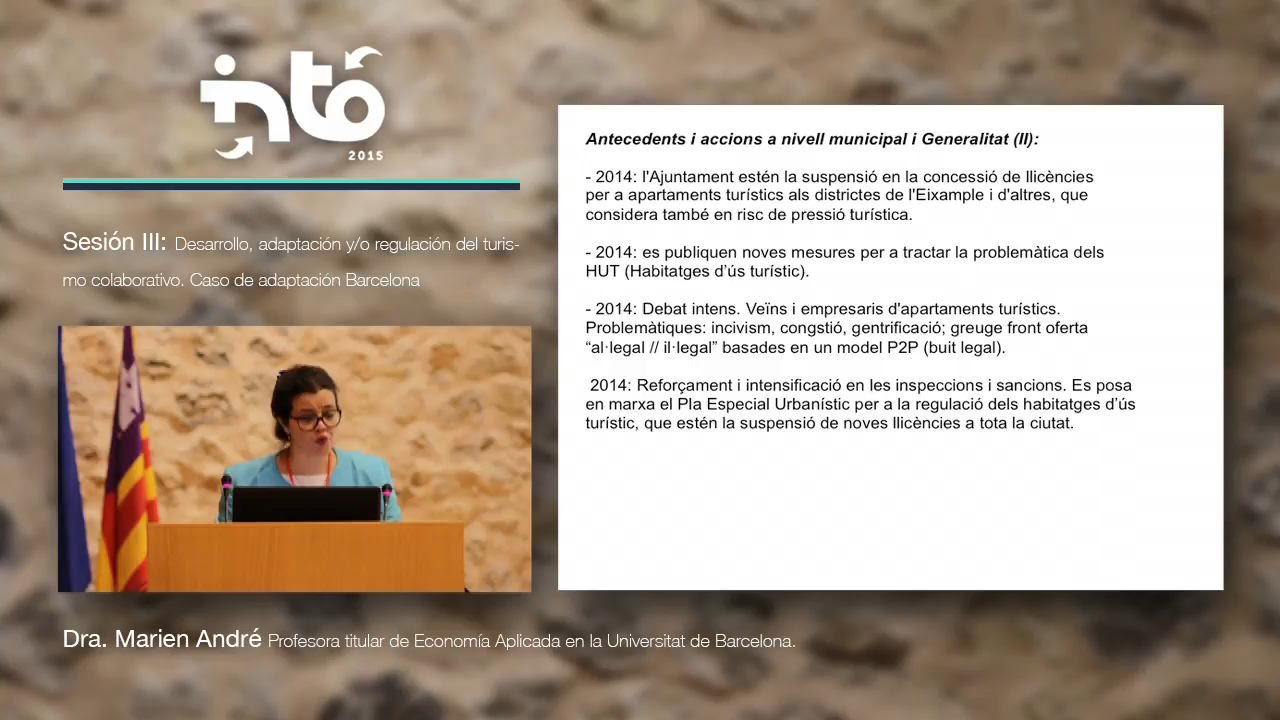 into
2015
Sesión III: Desarrollo, adaptación y/o regulación del turis-
mo colaborativo. Caso de adaptación Barcelona
Antecedents i accions a nivell municipal i Generalitat (II):
- 2014: l'Ajuntament estén la suspensió en la concessió de llicències
per a apartaments turístics als districtes de l'Eixample i d'altres, que
considera també en risc de pressió turística.
- 2014: es publiquen noves mesures per a tractar la problemàtica dels
HUT (Habitatges d’ús turístic).
- 2014: Debat intens. Veïns i empresaris d'apartaments turístics.
Problemàtiques: incivism, congstió, gentrificació; greuge front oferta
“al·legal // il·legal” basades en un model P2P (buit legal).
2014: Reforçament i intensificació en les inspeccions i sancions. Es posa
en marxa el Pla Especial Urbanístic per a la regulació dels habitatges d’ús
turístic, que estén la suspensió de noves llicències a tota la ciutat.
Dra. Marien André Profesora titular de Economía Aplicada en la Universitat de Barcelona.